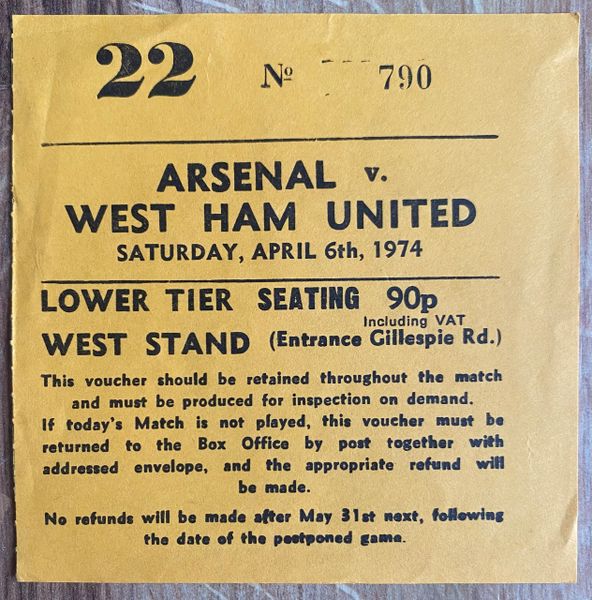 22 Nº 790
ARSENAL v.
WEST HAM UNITED
SATURDAY, APRIL 6th, 1974
LOWER TIER SEATING 90p
Including VAT
WEST STAND (Entrance Gillespie Rd.)
This voucher should be retained throughout the match
and must be produced for inspection on demand.
If today's Match is not played, this voucher must be
returned to the Box Office by post together with
addressed envelope, and the appropriate refund will
be made.
No refunds will be made after May 31st next, following
the date of the postponed game.